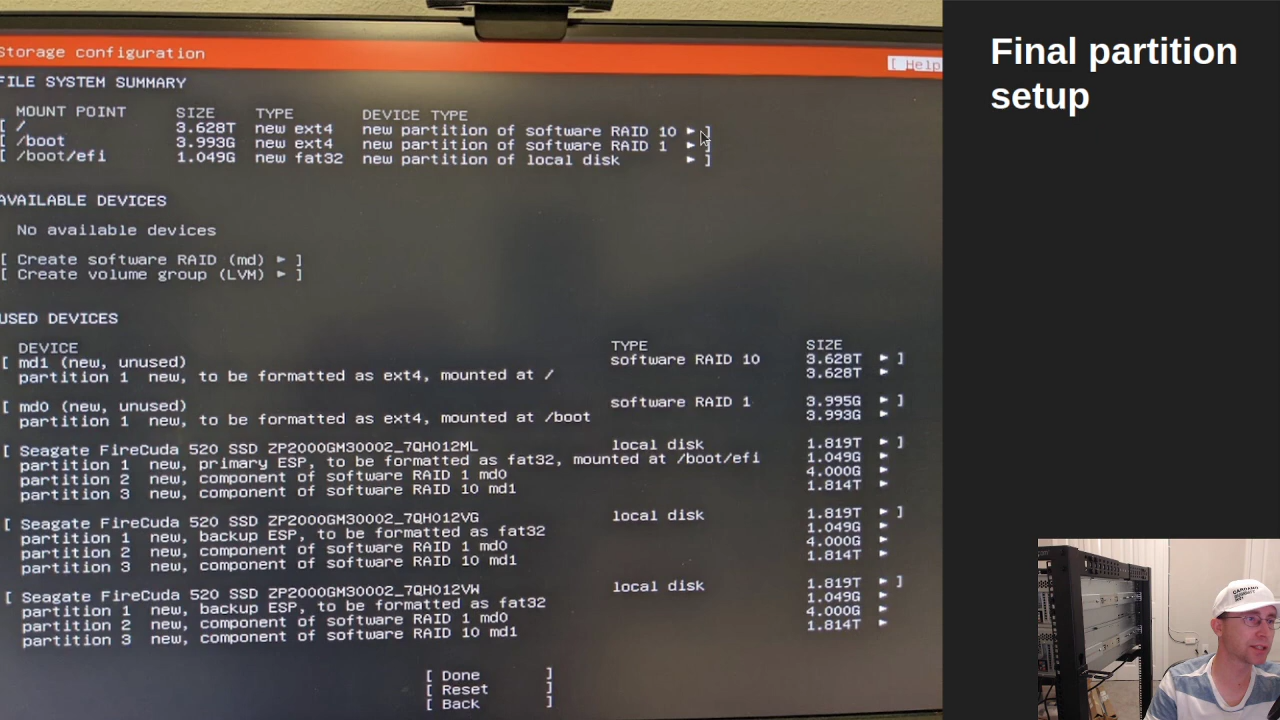 Storage configuration
[ Help
FILE SYSTEM SUMMARY
MOUNT POINT SIZE TYPE DEVICE TYPE
[ / 3.628T new ext4 new partition of software RAID 10 ► ]
[ /boot 3.993G new ext4 new partition of software RAID 1 ► ]
[ /boot/efi 1.049G new fat32 new partition of local disk ► ]
AVAILABLE DEVICES
No available devices
[ Create software RAID (md) ► ]
[ Create volume group (LVM) ► ]
USED DEVICES
DEVICE TYPE SIZE
[ md1 (new, unused) software RAID 10 3.628T ► ]
partition 1 new, to be formatted as ext4, mounted at / 3.628T ►
[ md0 (new, unused) software RAID 1 3.995G ► ]
partition 1 new, to be formatted as ext4, mounted at /boot 3.993G ►
[ Seagate FireCuda 520 SSD ZP2000GM30002_7QH012ML local disk 1.819T ► ]
partition 1 new, primary ESP, to be formatted as fat32, mounted at /boot/efi 1.049G ►
partition 2 new, component of software RAID 1 md0 4.000G ►
partition 3 new, component of software RAID 10 md1 1.814T ►
[ Seagate FireCuda 520 SSD ZP2000GM30002_7QH012VG local disk 1.819T ► ]
partition 1 new, backup ESP, to be formatted as fat32 1.049G ►
partition 2 new, component of software RAID 1 md0 4.000G ►
partition 3 new, component of software RAID 10 md1 1.814T ►
[ Seagate FireCuda 520 SSD ZP2000GM30002_7QH012VW local disk 1.819T ► ]
partition 1 new, backup ESP, to be formatted as fat32 1.049G ►
partition 2 new, component of software RAID 1 md0 4.000G ►
partition 3 new, component of software RAID 10 md1 1.814T ►
[ Done ]
[ Reset ]
[ Back ]
Final partition
setup